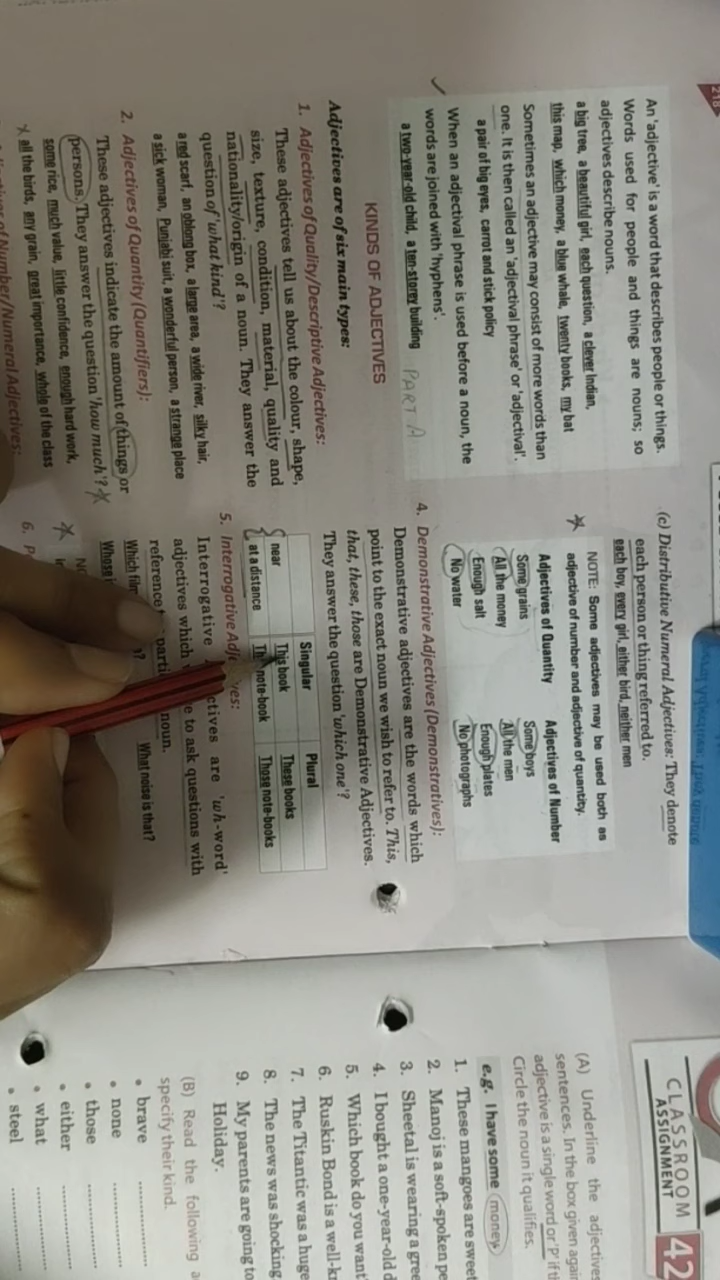 218
An 'adjective' is a word that describes people or things.
Words used for people and things are nouns; so
adjectives describe nouns.
a big tree, a beautiful girl, each question, a clever Indian,
this map, which money, a blue whale, twenty books, my bat
Sometimes an adjective may consist of more words than
one. It is then called an 'adjectival phrase' or 'adjectival'.
a pair of big eyes, carrot and stick policy
When an adjectival phrase is used before a noun, the
words are joined with 'hyphens'.
a two-year-old child, a ten-storey building
PART A
KINDS OF ADJECTIVES
Adjectives are of six main types:
1. Adjectives of Quality/Descriptive Adjectives:
These adjectives tell us about the colour, shape,
size, texture, condition, material, quality and
nationality/origin of a noun. They answer the
question of 'what kind'?
a red scarf, an oblong box, a large area, a wide river, silky hair,
a sick woman, Punjabi suit, a wonderful person, a strange place
2. Adjectives of Quantity (Quantifiers):
These adjectives indicate the amount of things or
persons. They answer the question 'how much'?
some rice, much value, little confidence, enough hard work,
all the birds, any grain, great importance, whole of the class
Adjectives of Number/Numeral Adjectives:
(c) Distributive Numeral Adjectives: They denote
each person or thing referred to.
each boy, every girl, either bird, neither men
NOTE: Some adjectives may be used both as
adjective of number and adjective of quantity.
Adjectives of Quantity Adjectives of Number
Some grains Some boys
All the money All the men
Enough salt Enough plates
No water No photographs
4. Demonstrative Adjectives (Demonstratives):
Demonstrative adjectives are the words which
point to the exact noun we wish to refer to. This,
that, these, those are Demonstrative Adjectives.
They answer the question 'which one'?
Singular Plural
near This book These books
at a distance note-book Those note-books
5. Interrogative
Interrogative are 'wh-word'
adjectives which to ask questions with
reference noun.
Which What noise is that?
Whose
6.
CLASSROOM
ASSIGNMENT 42
(A) Underline the
sentences. In the box given
adjective is a single word or 'P' if
Circle the noun it qualifies.
e.g. I have some money
1. These mangoes are sweet
2. Manoj is a soft-spoken
3. Sheetal is wearing a
4. I bought a one-year-old
5. Which book do you want
6. Ruskin Bond is a
7. The Titanic was a huge
8. The news was shocking
9. My parents are going to
Holiday.
(B) Read the following
specify their kind.
• brave
• none
• those
• either
• what
• steel